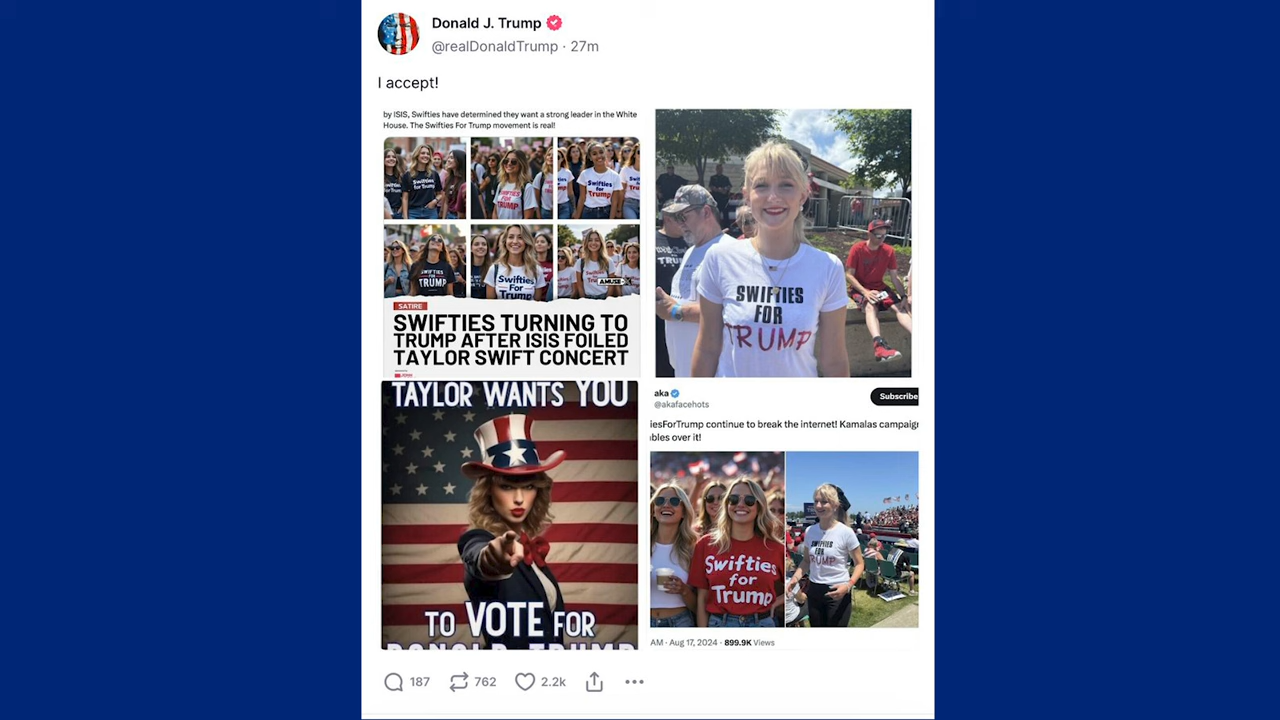 Donald J. Trump
@realDonaldTrump · 27m
I accept!
by ISIS, Swifties have determined they want a strong leader in the White
House. The Swifties For Trump movement is real!
Swifties
For Trump
Swifties
for Trump
SWIFTIES
FOR
TRUMP
Swifties
For
Trump
AMUSE
SATIRE
SWIFTIES TURNING TO
TRUMP AFTER ISIS FOILED
TAYLOR SWIFT CONCERT
TRUM
SWIFTIES
FOR
TRUMP
TAYLOR WANTS YOU
TO VOTE FOR
DONALD TRUMP
aka
@akafacehots
Subscribe
iesForTrump continue to break the internet! Kamalas campaign
bles over it!
Swifties
for
Trump
SWIFTIES
FOR
TRUMP
AM · Aug 17, 2024 · 899.9K Views
187 762 2.2k